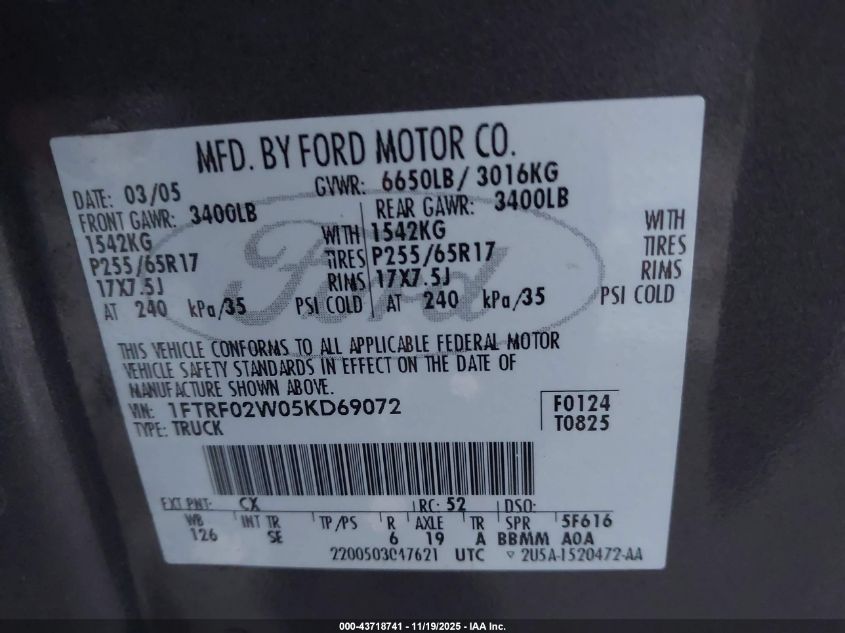 MFD. BY FORD MOTOR CO.
DATE: 03/05 GVWR: 6650LB/ 3016KG
FRONT GAWR: 3400LB REAR GAWR: 3400LB
1542KG WITH 1542KG WITH
P255/65R17 TIRES P255/65R17 TIRES
17X7.5J RIMS 17X7.5J RIMS
AT 240 kPa/35 PSI COLD AT 240 kPa/35 PSI COLD
Ford
THIS VEHICLE CONFORMS TO ALL APPLICABLE FEDERAL MOTOR
VEHICLE SAFETY STANDARDS IN EFFECT ON THE DATE OF
MANUFACTURE SHOWN ABOVE.
VIN: 1FTRF02W05KD69072 F0124
TYPE: TRUCK T0825
EXT PNT: CX RC: 52 DSO:
WB INT TR TP/PS R AXLE TR SPR 5F616
126 SE 6 19 A BBMM A0A
2200503047621 UTC ▽ 2U5A-1520472-AA
000-43718741 - 11/19/2025 - IAA Inc.